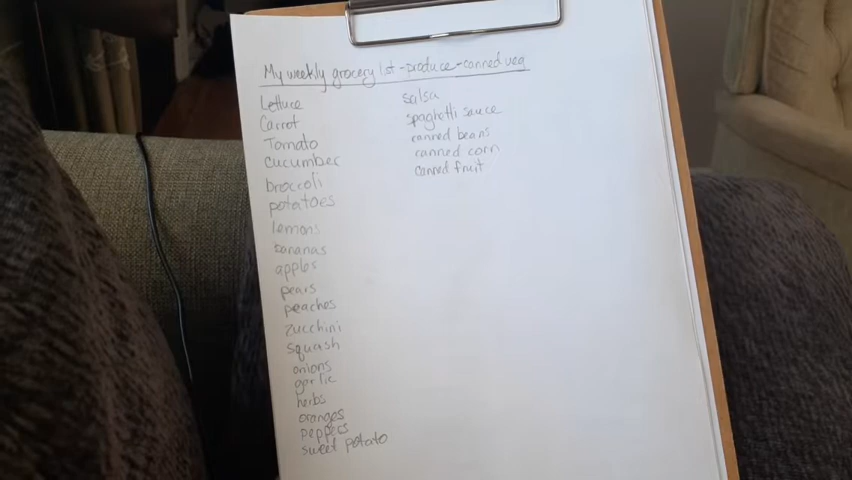 My weekly grocery lst - produce - canned veg
Lettuce
Carrot
Tomato
cucumber
broccoli
potatoes
lemons
bananas
apples
pears
peaches
zucchini
squash
onions
garlic
herbs
oranges
peppers
sweet potato
salsa
spaghetti sauce
canned beans
canned corn
canned fruit